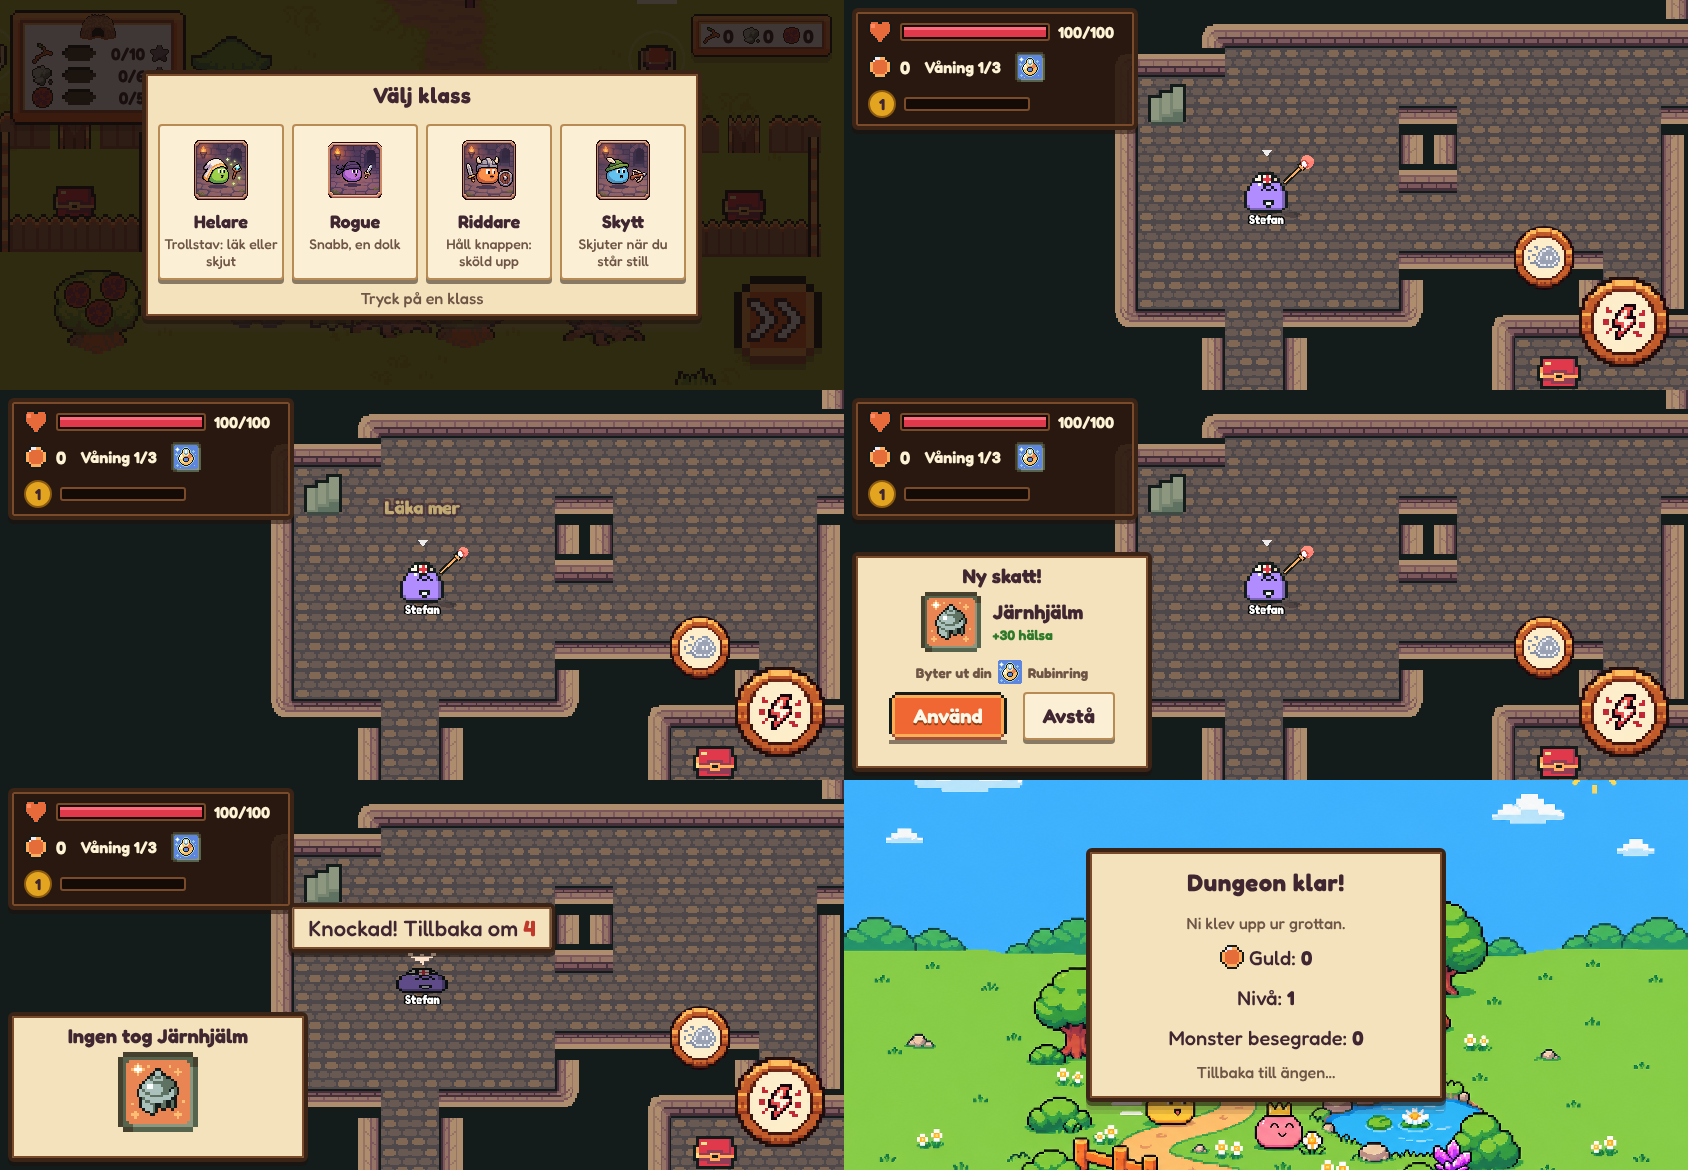 0/10
0/
0/5
0 0 0
Välj klass
Helare
Trollstav: läk eller
skjut
Rogue
Snabb, en dolk
Riddare
Håll knappen:
sköld upp
Skytt
Skjuter när du
står still
Tryck på en klass
100/100
0 Våning 1/3
1
Stefan
100/100
0 Våning 1/3
1
Läka mer
Stefan
100/100
0 Våning 1/3
1
Stefan
Ny skatt!
Järnhjälm
+30 hälsa
Byter ut din Rubinring
Använd
Avstå
100/100
0 Våning 1/3
1
Knockad! Tillbaka om 4
Stefan
Ingen tog Järnhjälm
Dungeon klar!
Ni klev upp ur grottan.
Guld: 0
Nivå: 1
Monster besegrade: 0
Tillbaka till ängen...